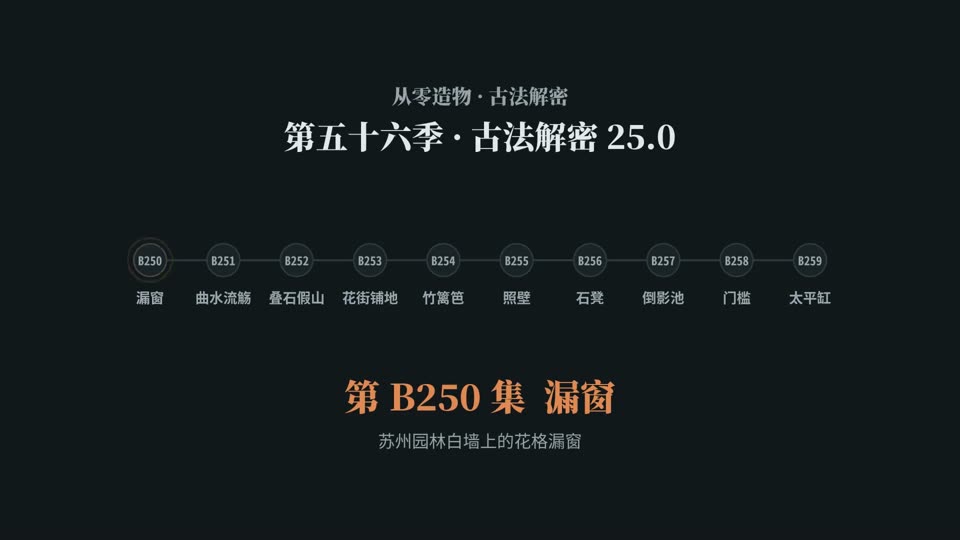 从零造物 · 古法解密
第五十六季 · 古法解密 25.0
B250 B251 B252 B253 B254 B255 B256 B257 B258 B259
漏窗 曲水流觞 叠石假山 花街铺地 竹篱笆 照壁 石凳 倒影池 门槛 太平缸
第 B250 集 漏窗
苏州园林白墙上的花格漏窗